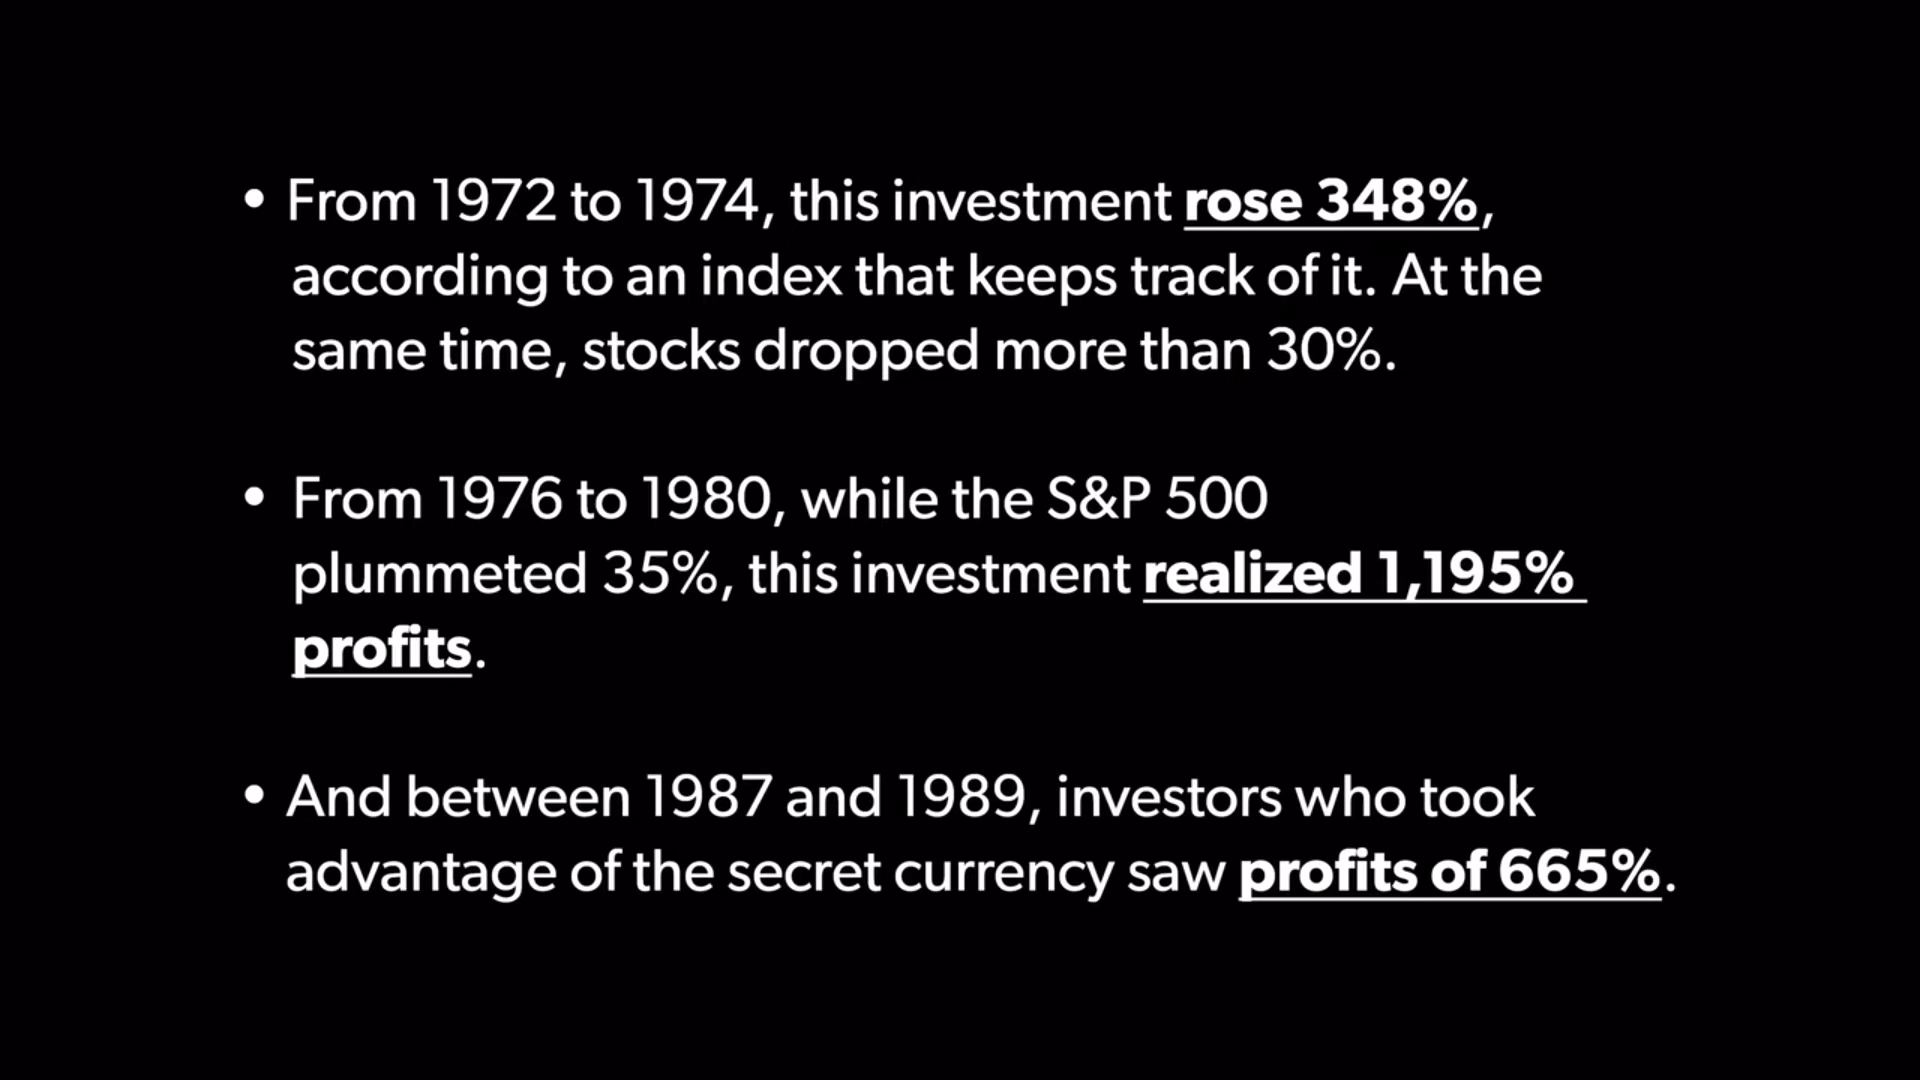 • From 1972 to 1974, this investment rose 348%,
according to an index that keeps track of it. At the
same time, stocks dropped more than 30%.
• From 1976 to 1980, while the S&P 500
plummeted 35%, this investment realized 1,195%
profits.
• And between 1987 and 1989, investors who took
advantage of the secret currency saw profits of 665%.